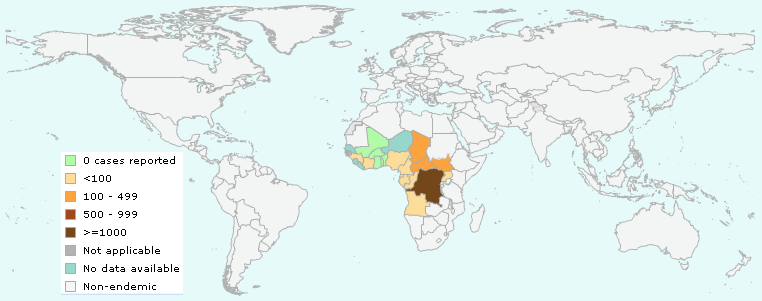 0 cases reported
<100
100 - 499
500 - 999
>=1000
Not applicable
No data available
Non-endemic